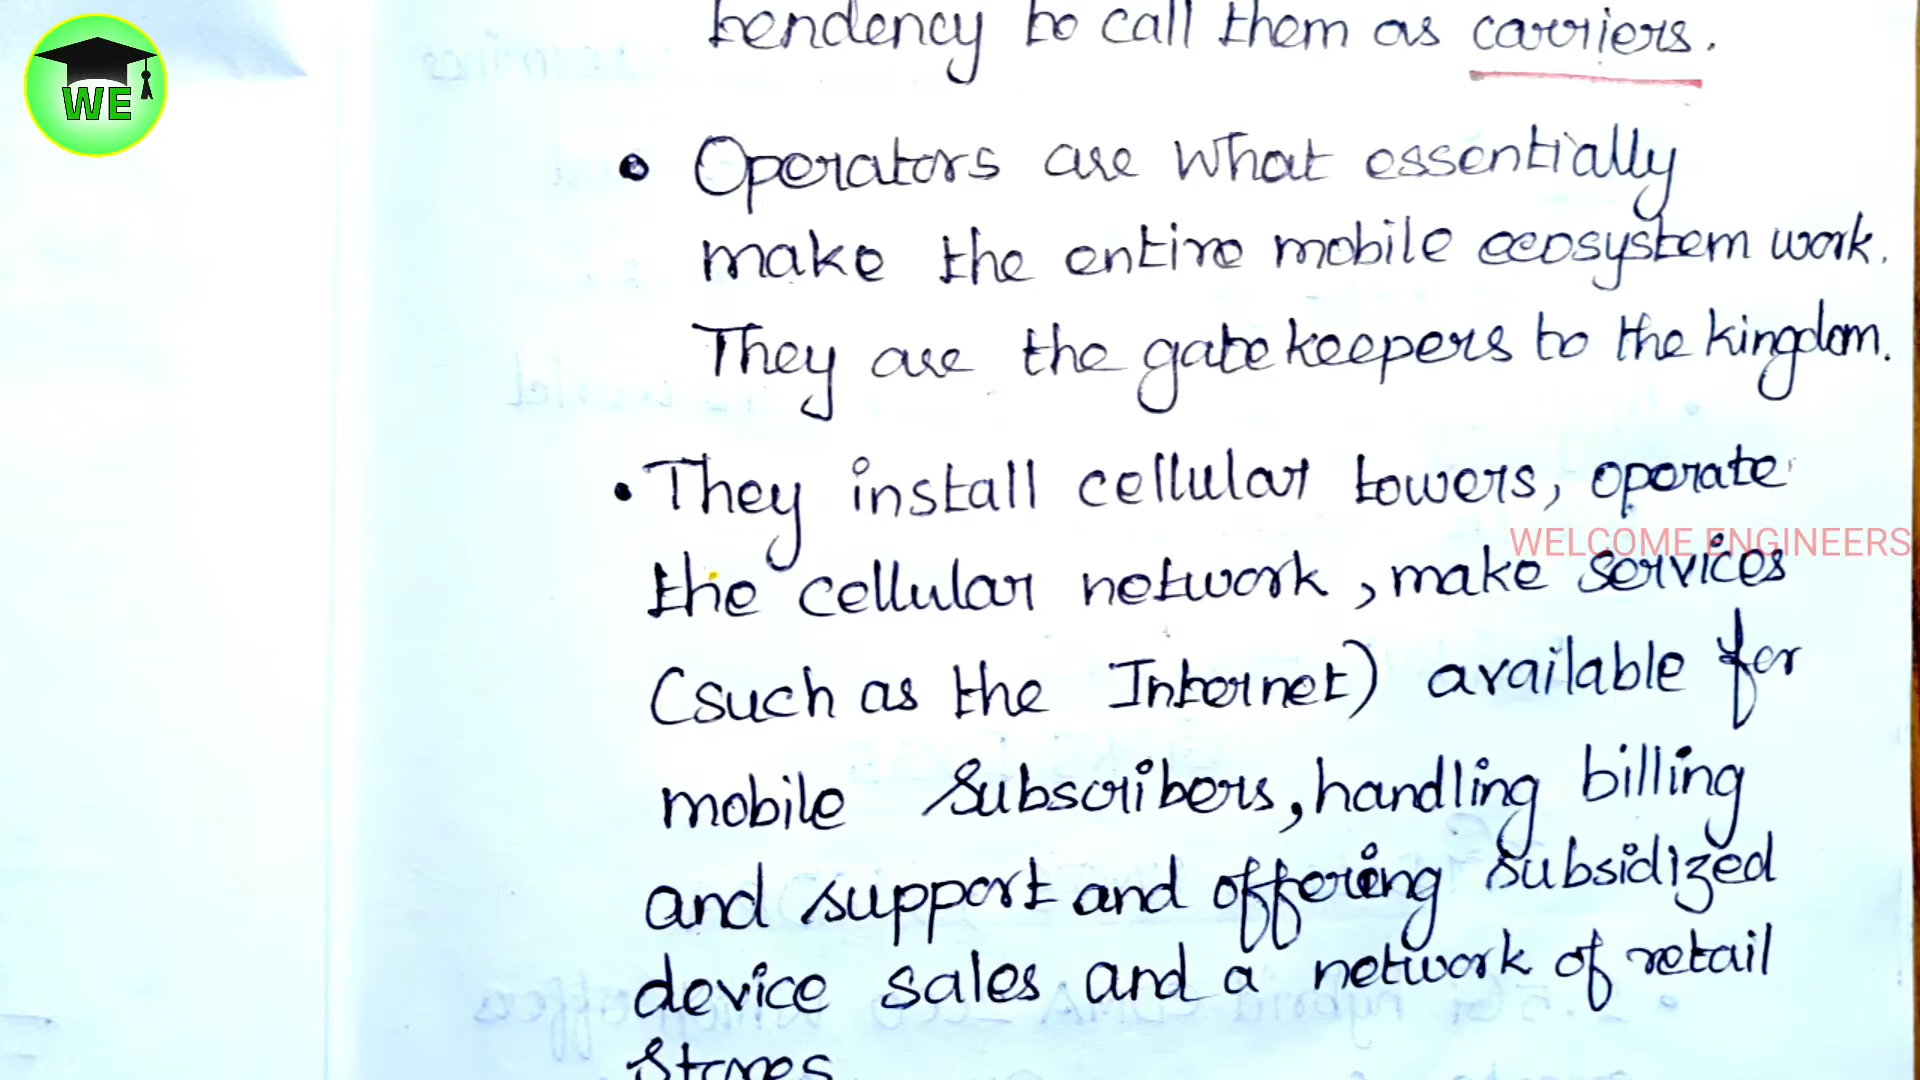 WE
tendency to call them as carriers.
• Operators are what essentially
make the entire mobile ecosystem work.
They are the gatekeepers to the kingdom.
• They install cellular towers, operate
WELCOME ENGINEERS
the cellular network, make services
(such as the Internet) available for
mobile subscribers, handling billing
and support and offering subsidized
device sales and a network of retail
stores